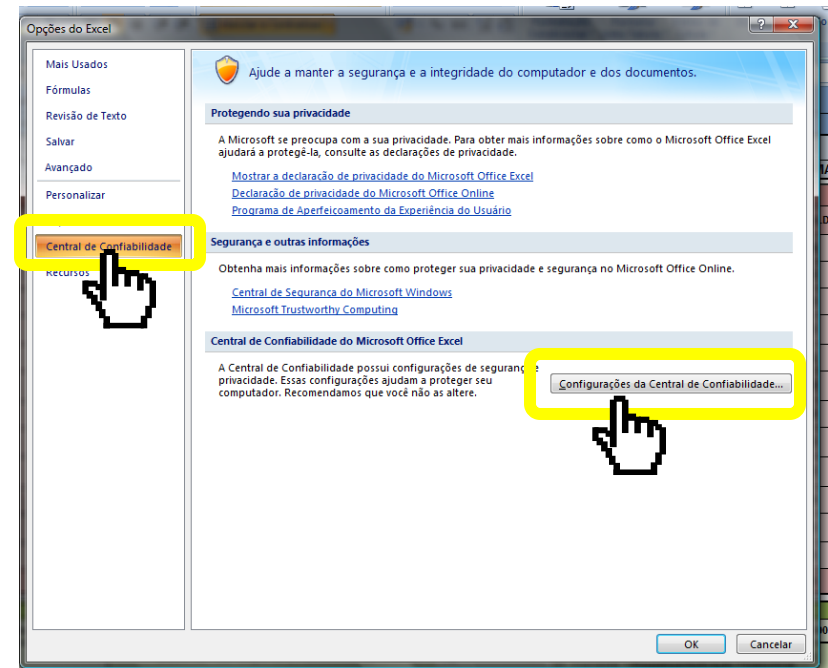 Opções do Excel
Mais Usados
Fórmulas
Revisão de Texto
Salvar
Avançado
Personalizar
Central de Confiabilidade
Recursos
Ajude a manter a segurança e a integridade do computador e dos documentos.
Protegendo sua privacidade
A Microsoft se preocupa com a sua privacidade. Para obter mais informações sobre como o Microsoft Office Excel
ajudará a protegê-la, consulte as declarações de privacidade.
Mostrar a declaração de privacidade do Microsoft Office Excel
Declaração de privacidade do Microsoft Office Online
Programa de Aperfeiçoamento da Experiência do Usuário
Segurança e outras informações
Obtenha mais informações sobre como proteger sua privacidade e segurança no Microsoft Office Online.
Central de Segurança do Microsoft Windows
Microsoft Trustworthy Computing
Central de Confiabilidade do Microsoft Office Excel
A Central de Confiabilidade possui configurações de segurança e
privacidade. Essas configurações ajudam a proteger seu
computador. Recomendamos que você não as altere.
Configurações da Central de Confiabilidade...
OK
Cancelar